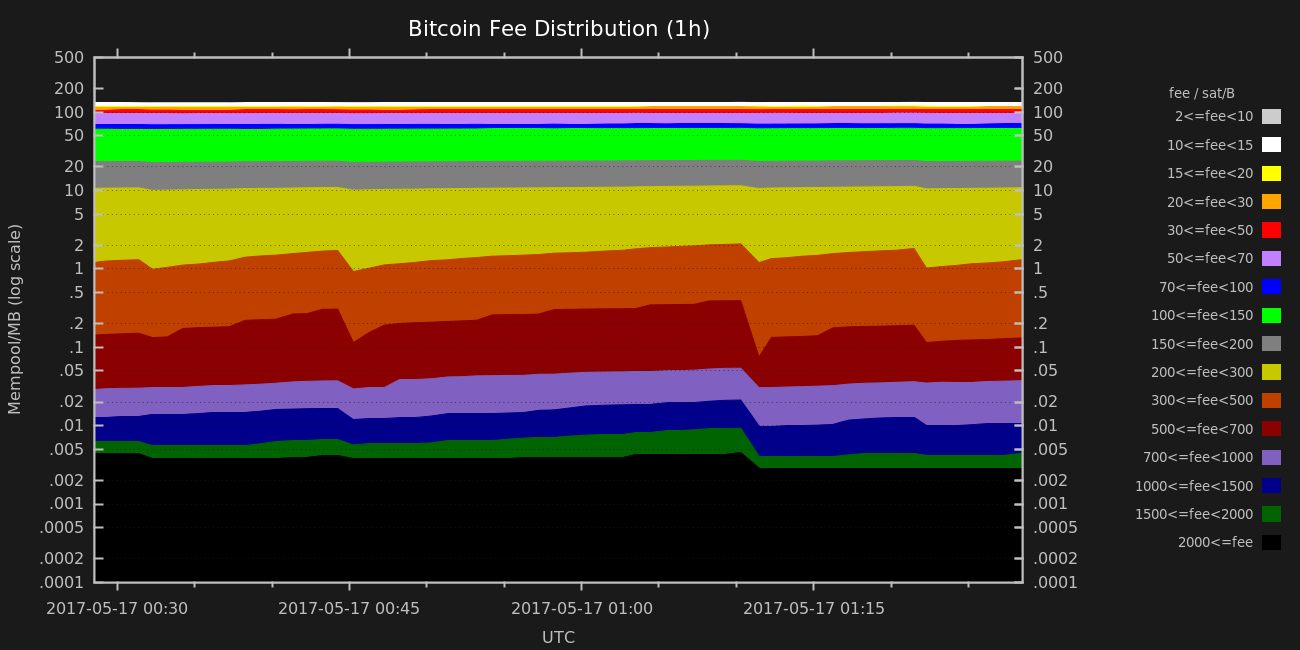 Bitcoin Fee Distribution (1h)
Mempool/MB (log scale)
500
200
100
50
20
10
5
2
1
.5
.2
.1
.05
.02
.01
.005
.002
.001
.0005
.0002
.0001
500
200
100
50
20
10
5
2
1
.5
.2
.1
.05
.02
.01
.005
.002
.001
.0005
.0002
.0001
2017-05-17 00:30 2017-05-17 00:45 2017-05-17 01:00 2017-05-17 01:15
UTC
fee / sat/B
2<=fee<10
10<=fee<15
15<=fee<20
20<=fee<30
30<=fee<50
50<=fee<70
70<=fee<100
100<=fee<150
150<=fee<200
200<=fee<300
300<=fee<500
500<=fee<700
700<=fee<1000
1000<=fee<1500
1500<=fee<2000
2000<=fee